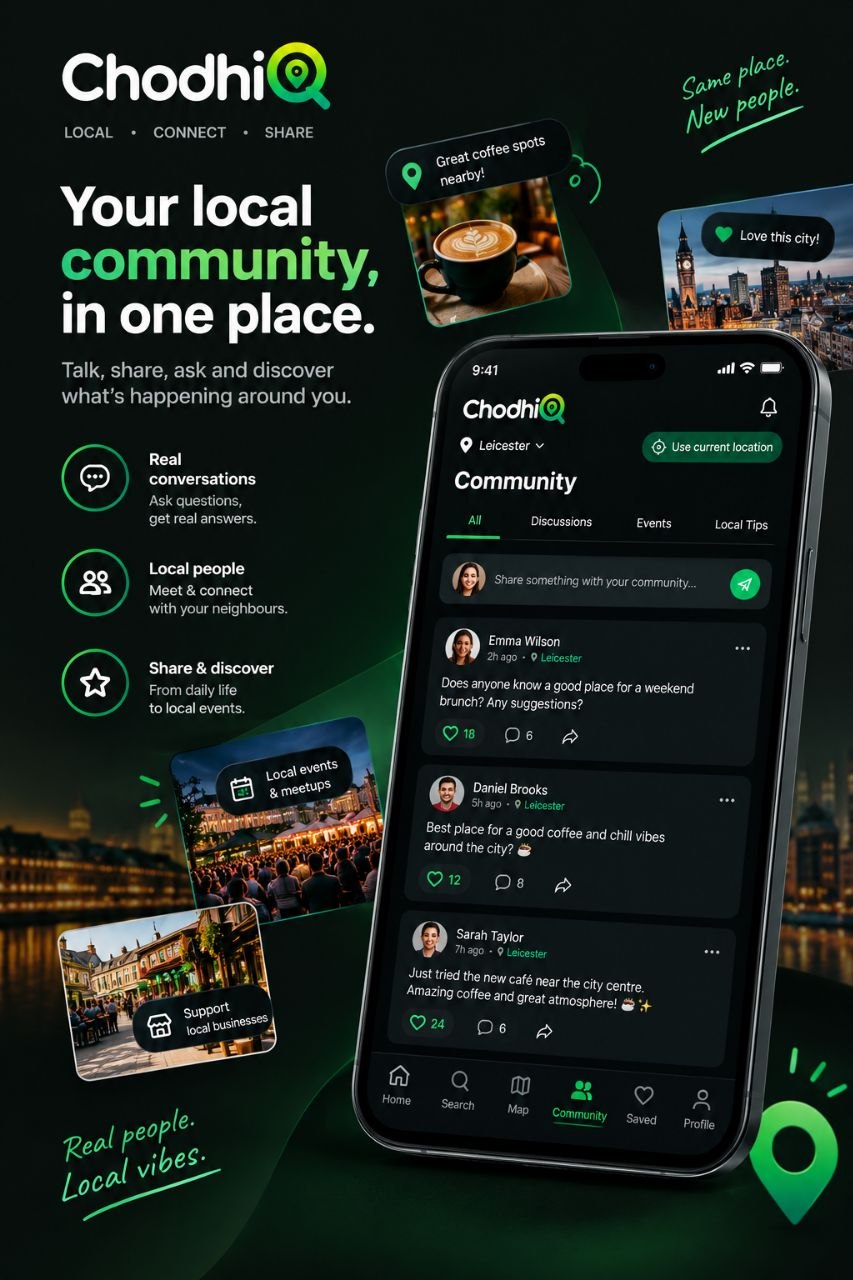 ChodhiQ
LOCAL • CONNECT • SHARE
Same place.
New people.
Your local
community,
in one place.
Talk, share, ask and discover
what's happening around you.
Real
conversations
Ask questions,
get real answers.
Local people
Meet & connect
with your neighbours.
Share & discover
From daily life
to local events.
Great coffee spots
nearby!
Love this city!
Local events
& meetups
Support
local businesses
Real people.
Local vibes.
9:41
ChodhiQ
Leicester
Use current location
Community
All Discussions Events Local Tips
Share something with your community...
Emma Wilson
2h ago • Leicester
Does anyone know a good place for a weekend
brunch? Any suggestions?
18 6
Daniel Brooks
5h ago • Leicester
Best place for a good coffee and chill vibes
around the city? ☕
12 8
Sarah Taylor
7h ago • Leicester
Just tried the new café near the city centre.
Amazing coffee and great atmosphere! ☕✨
24 6
Home Search Map Community Saved Profile